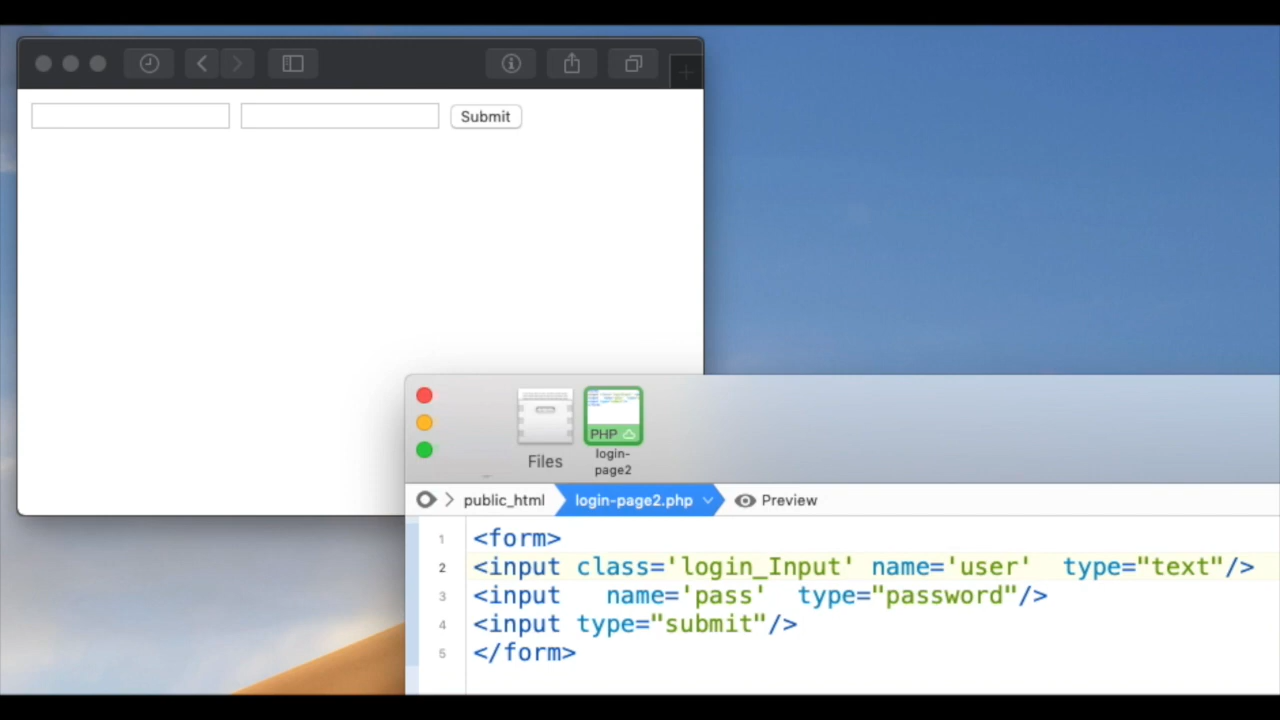 Submit
PHP
Files
login-
page2
public_html
login-page2.php
Preview
1 <form>
2 <input class='login_Input' name='user'  type="text"/>
3 <input   name='pass'  type="password"/>
4 <input type="submit"/>
5 </form>